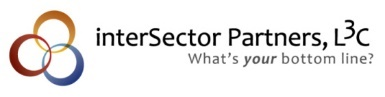 interSector Partners, L³C
What's your bottom line?